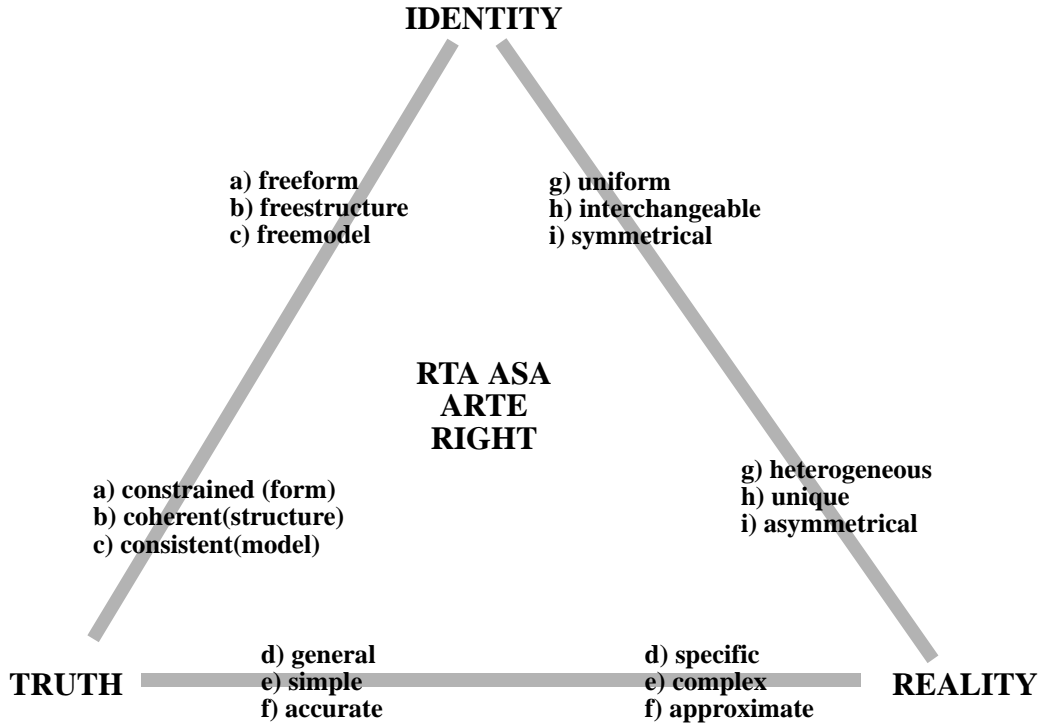 IDENTITY
a) freeform
b) freestructure
c) freemodel
g) uniform
h) interchangeable
i) symmetrical
RTA ASA
ARTE
RIGHT
a) constrained (form)
b) coherent(structure)
c) consistent(model)
g) heterogeneous
h) unique
i) asymmetrical
TRUTH
d) general
e) simple
f) accurate
d) specific
e) complex
f) approximate
REALITY